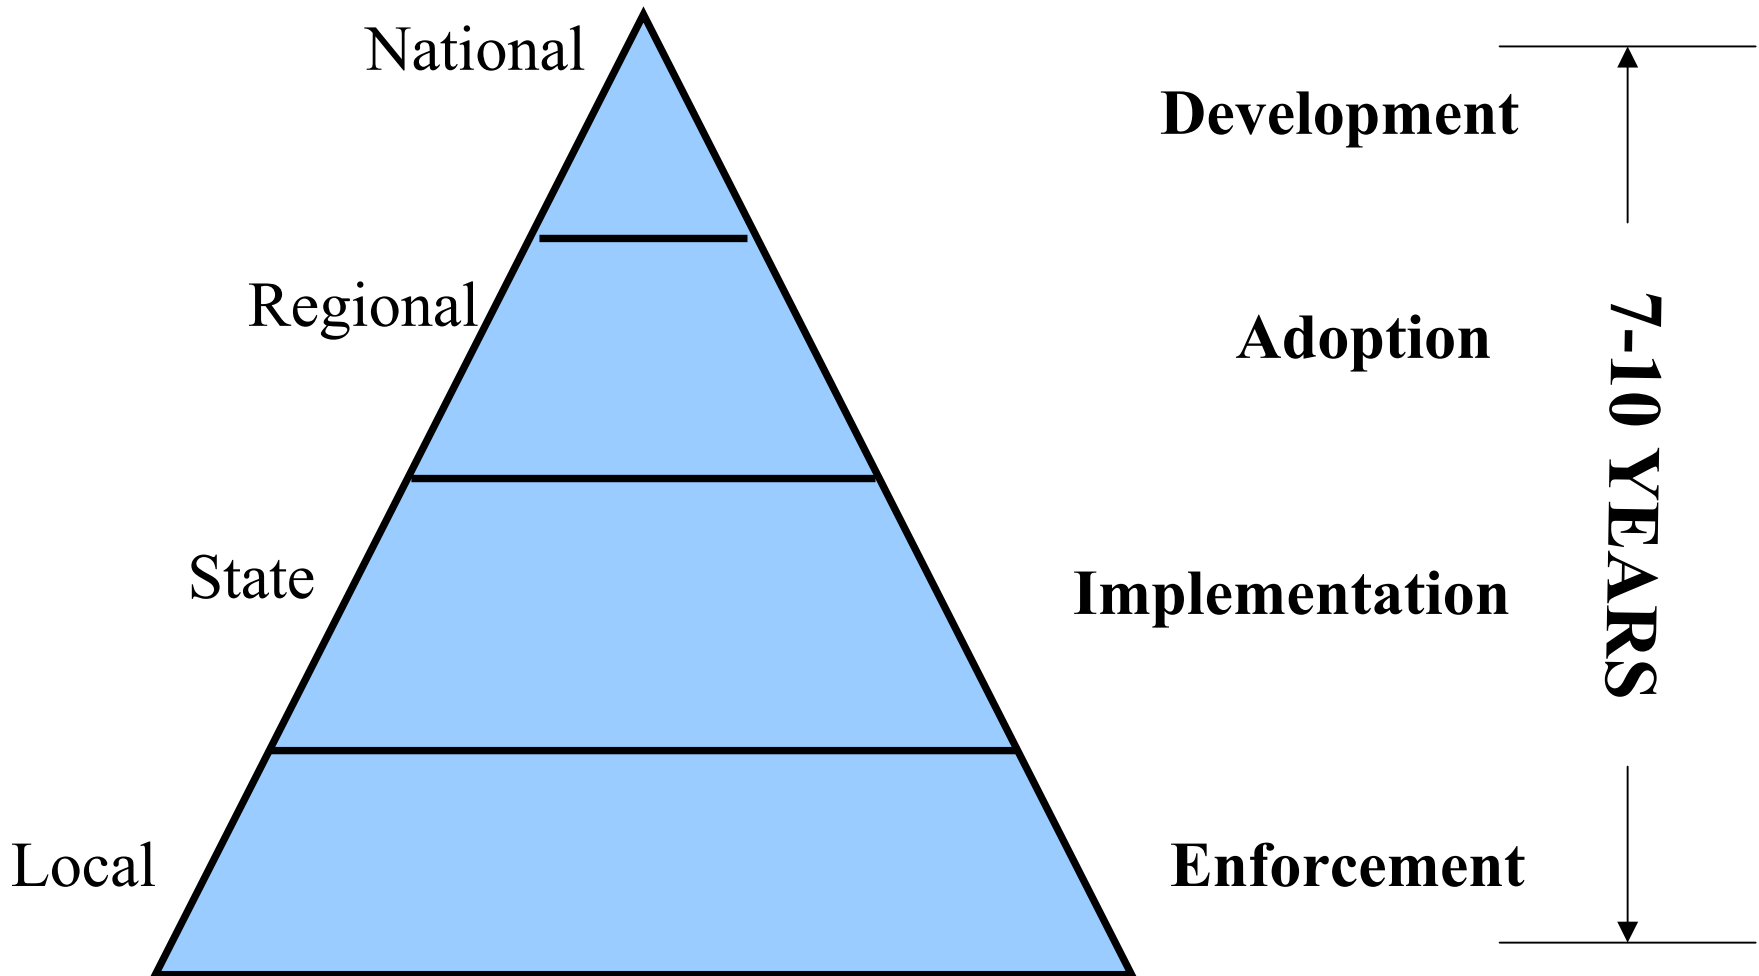 National
Development
Regional
Adoption
State
Implementation
Local
Enforcement
7-10 YEARS